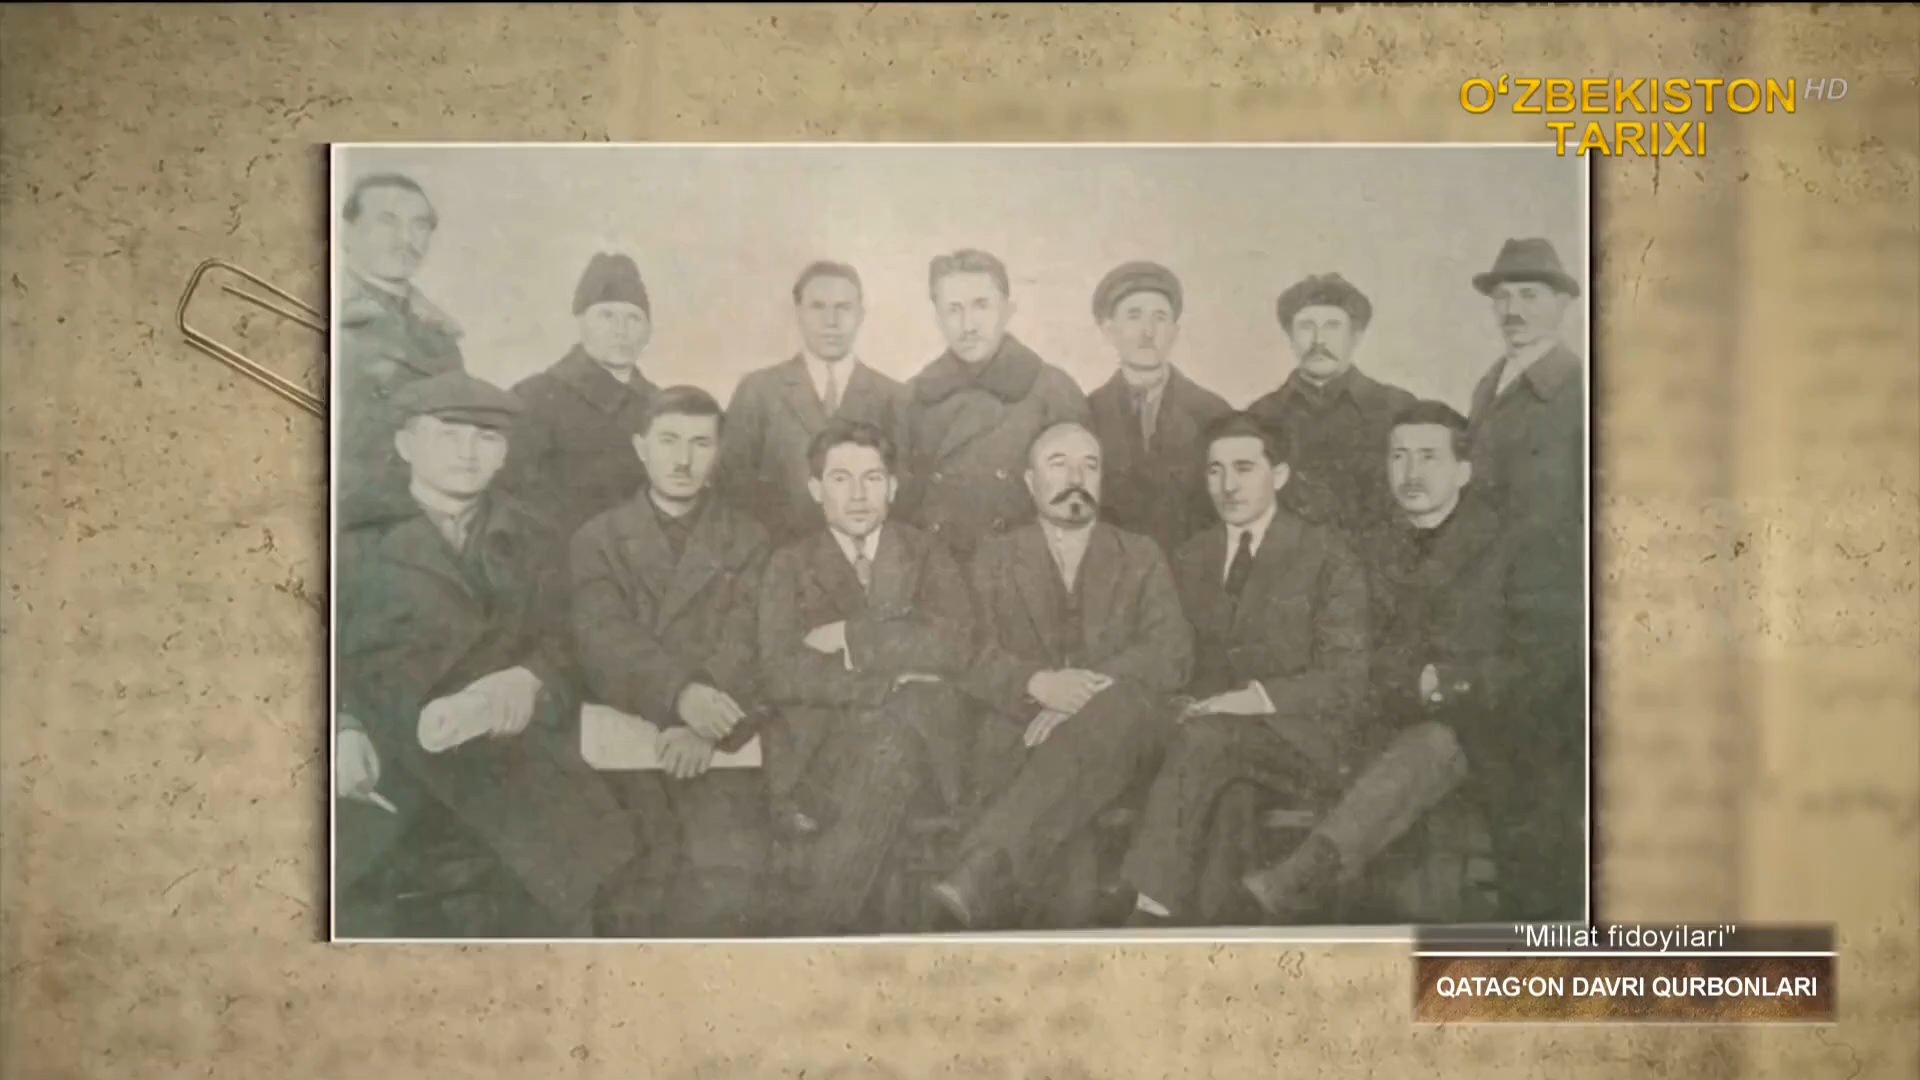 O‘ZBEKISTON HD
TARIXI
"Millat fidoyilari"
QATAG‘ON DAVRI QURBONLARI